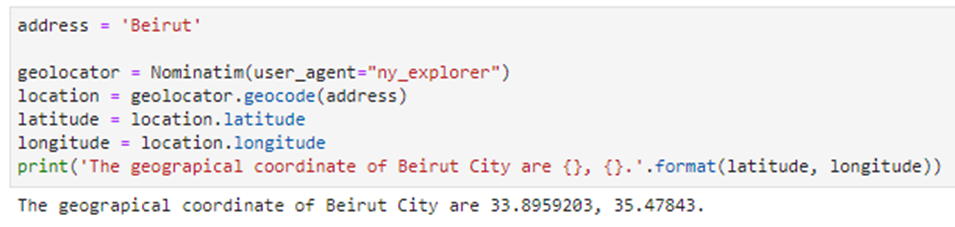 address = 'Beirut'
geolocator = Nominatim(user_agent="ny_explorer")
location = geolocator.geocode(address)
latitude = location.latitude
longitude = location.longitude
print('The geograpical coordinate of Beirut City are {}, {}.'.format(latitude, longitude))
The geograpical coordinate of Beirut City are 33.8959203, 35.47843.